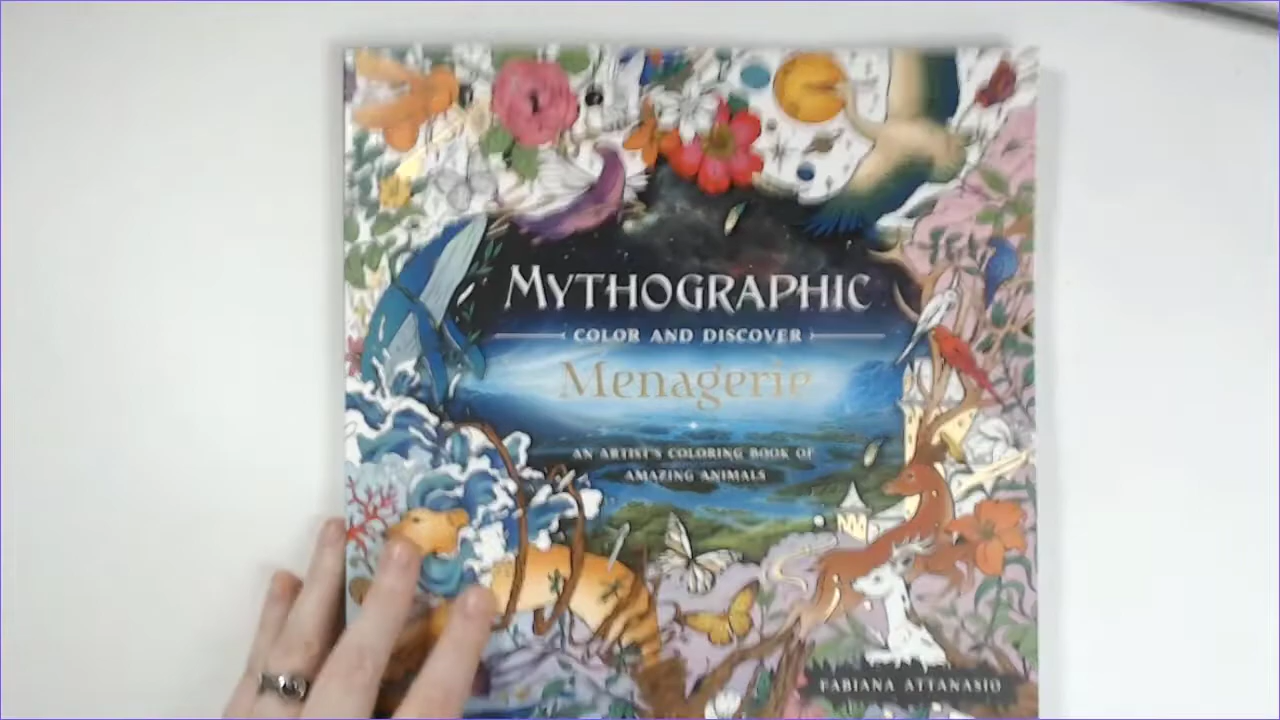 MYTHOGRAPHIC
COLOR AND DISCOVER
Menagerie
AN ARTIST'S COLORING BOOK OF
AMAZING ANIMALS
FABIANA ATTANASIO